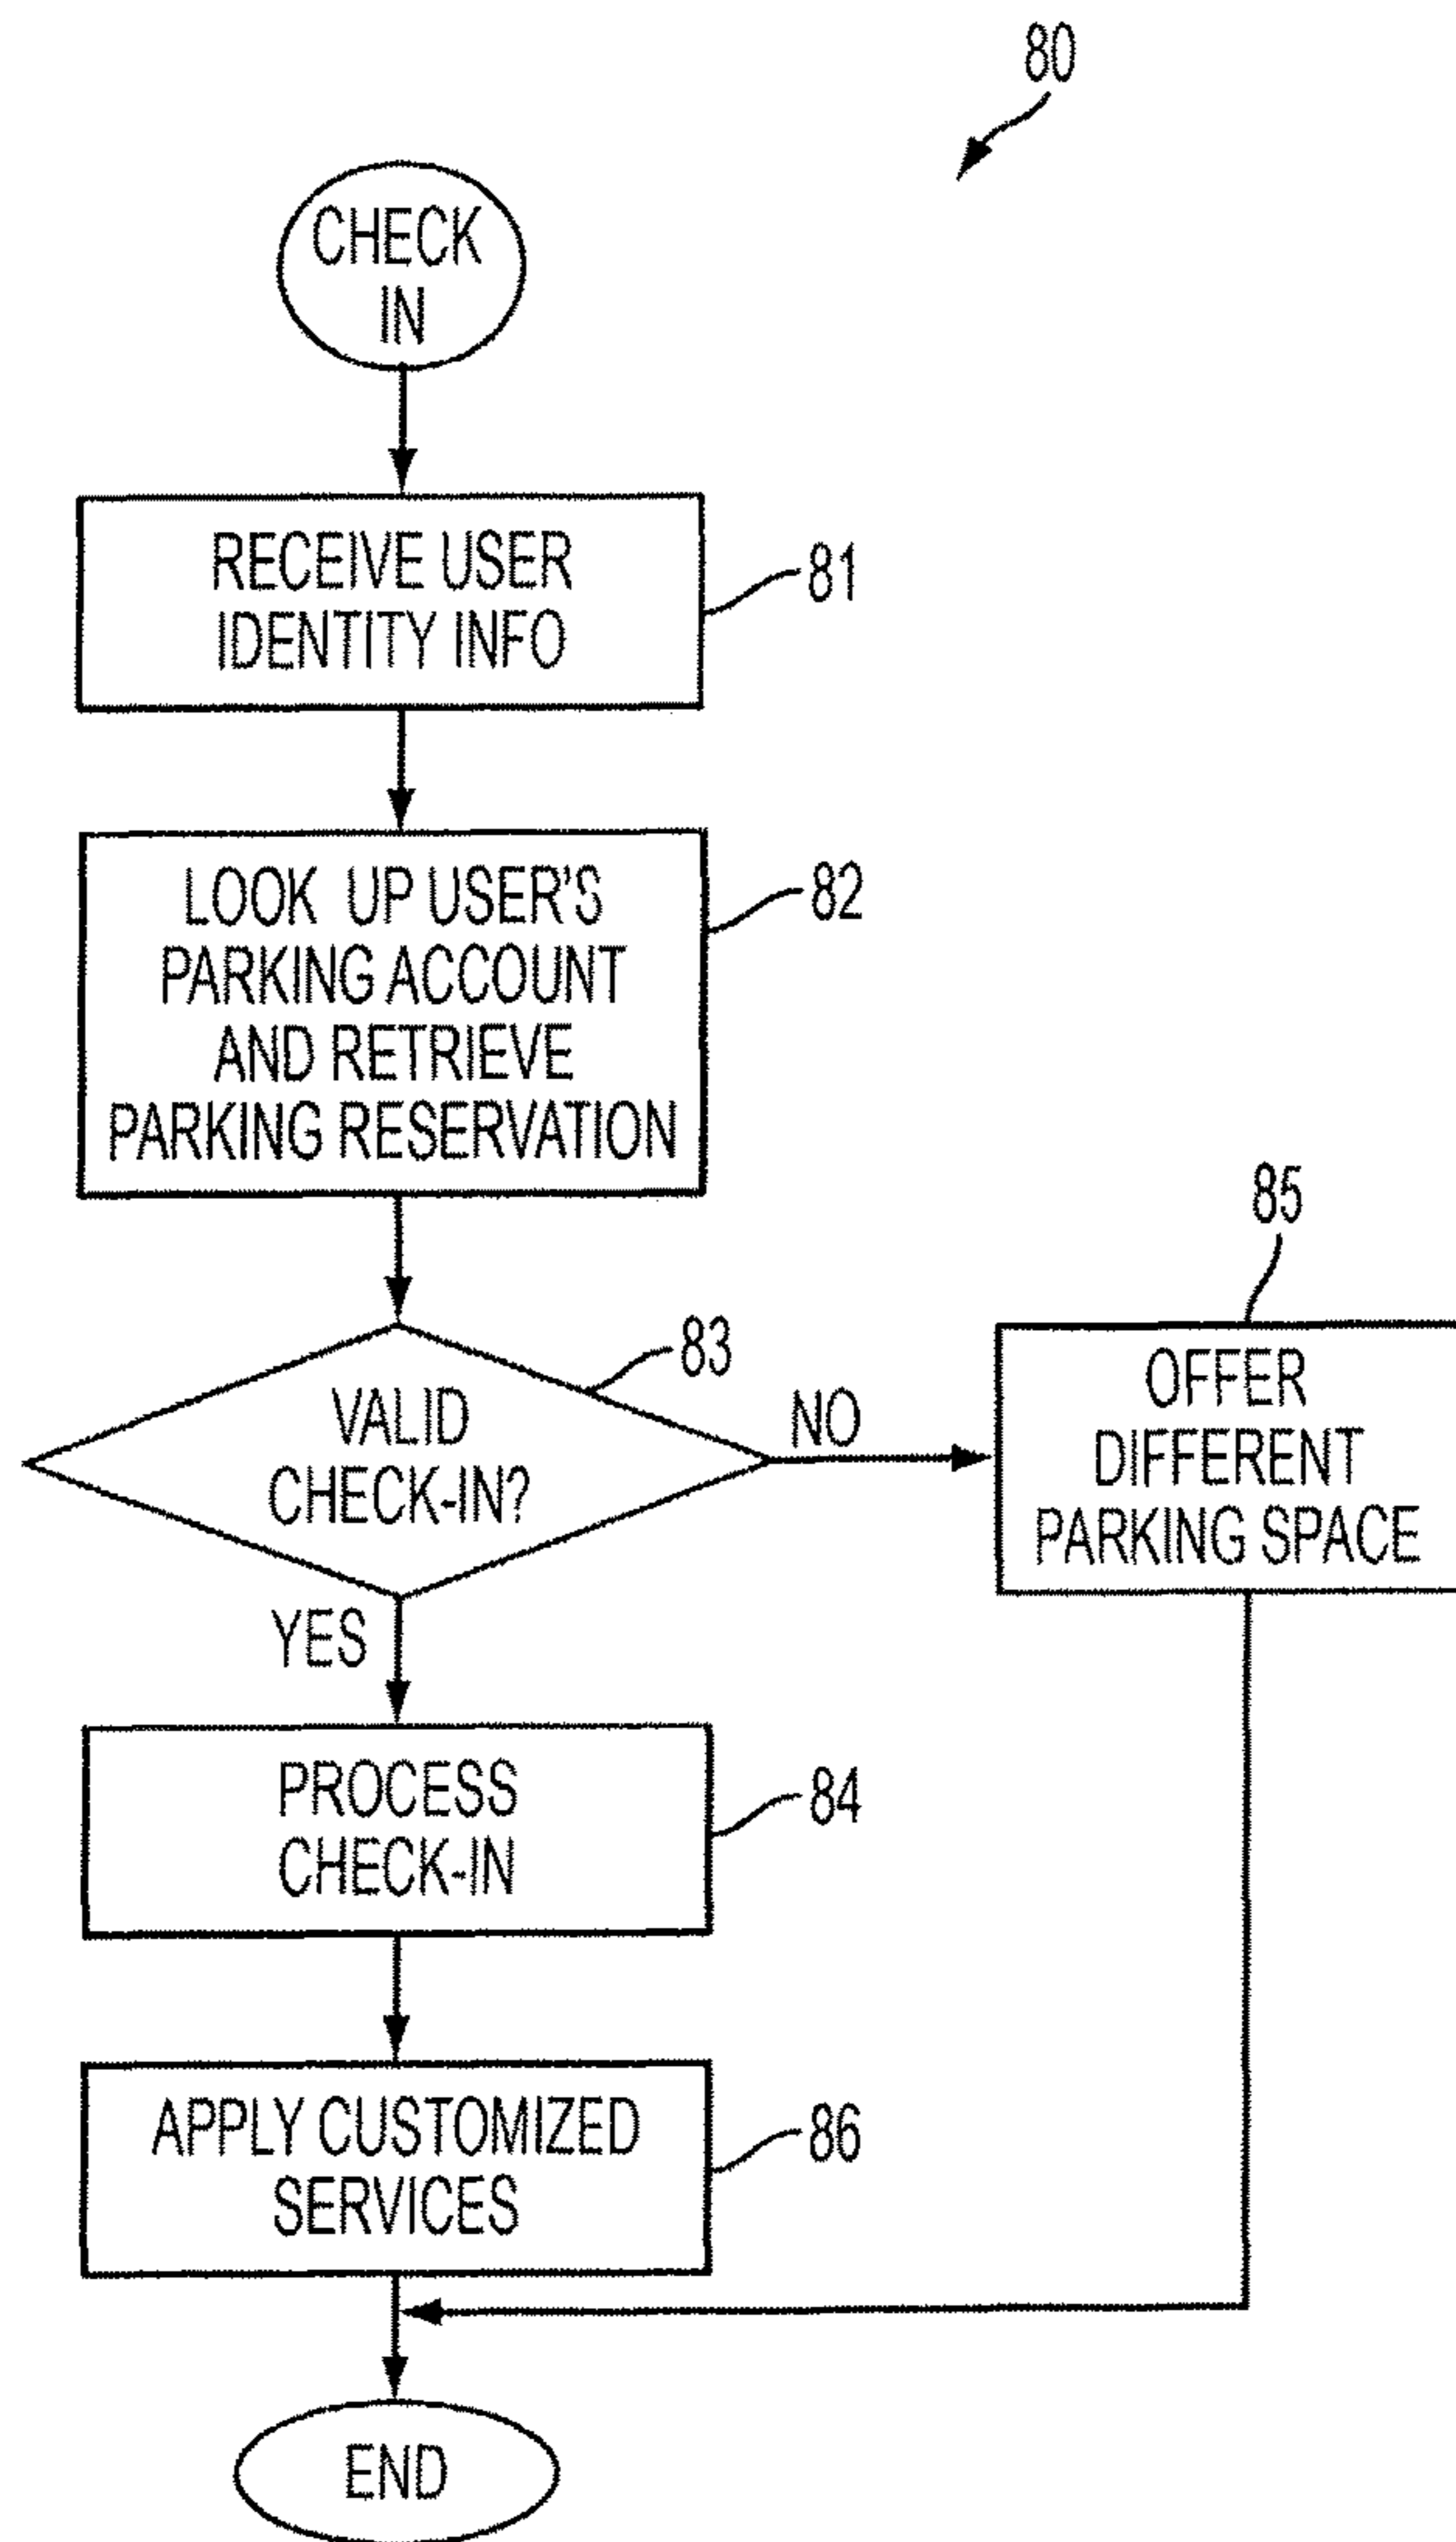 80
CHECK
IN
RECEIVE USER
IDENTITY INFO
81
LOOK UP USER'S
PARKING ACCOUNT
AND RETRIEVE
PARKING RESERVATION
82
VALID
CHECK-IN?
83
NO
85
OFFER
DIFFERENT
PARKING SPACE
YES
PROCESS
CHECK-IN
84
APPLY CUSTOMIZED
SERVICES
86
END